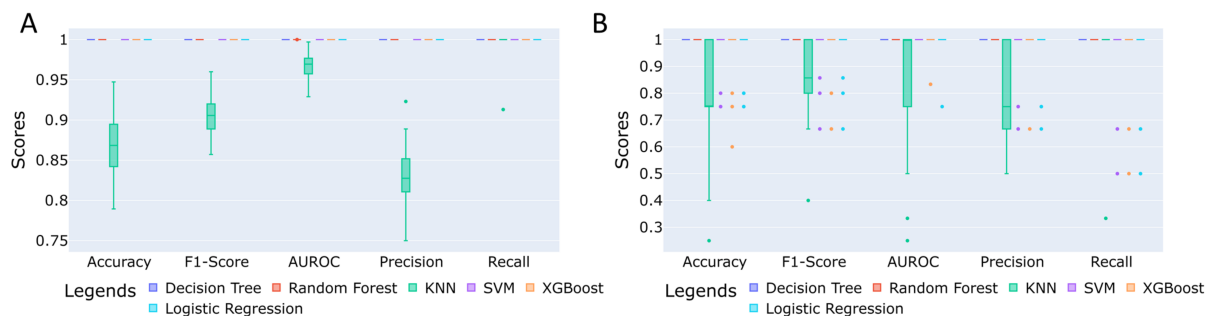 A
1
0.95
0.9
0.85
0.8
0.75
Scores
Accuracy F1-Score AUROC Precision Recall
Legends Decision Tree Random Forest KNN SVM XGBoost
Logistic Regression
B
1
0.9
0.8
0.7
0.6
0.5
0.4
0.3
Scores
Accuracy F1-Score AUROC Precision Recall
Legends Decision Tree Random Forest KNN SVM XGBoost
Logistic Regression